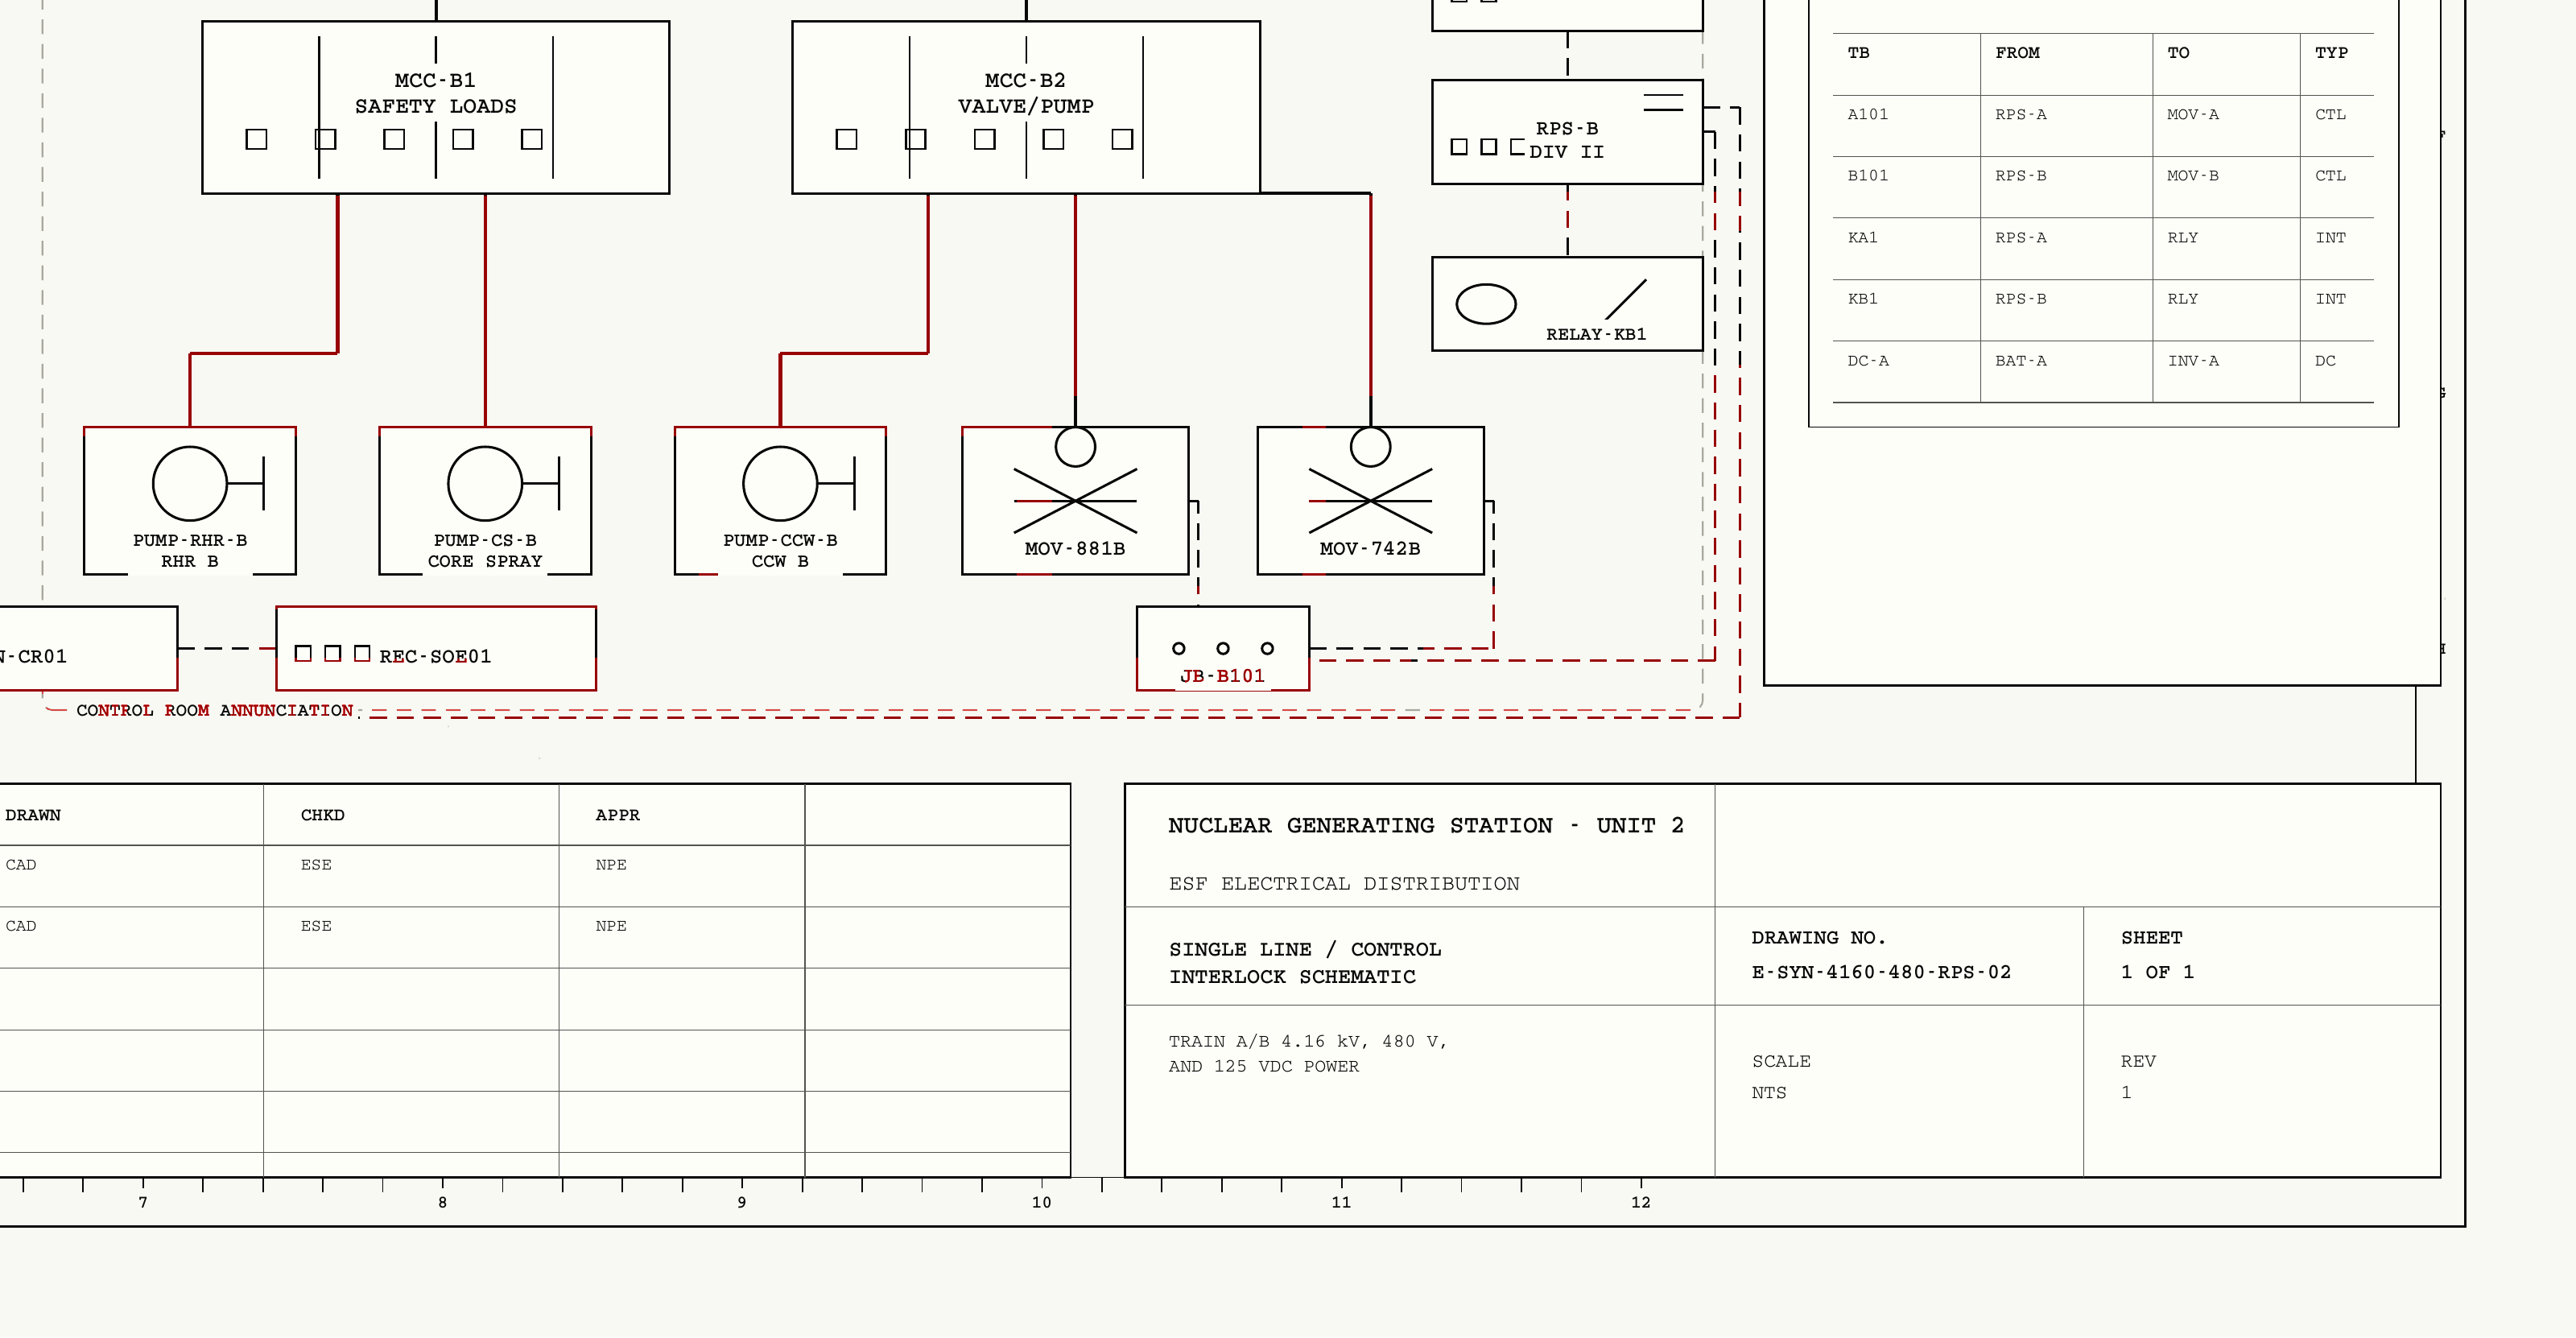 MCC-B1
SAFETY LOADS
MCC-B2
VALVE/PUMP
RPS-B
DIV II
RELAY-KB1
TB FROM TO TYP
A101 RPS-A MOV-A CTL
B101 RPS-B MOV-B CTL
KA1 RPS-A RLY INT
KB1 RPS-B RLY INT
DC-A BAT-A INV-A DC
PUMP-RHR-B
RHR B
PUMP-CS-B
CORE SPRAY
PUMP-CCW-B
CCW B
MOV-881B
MOV-742B
N-CR01
REC-SOE01
JB-B101
CONTROL ROOM ANNUNCIATION
DRAWN CHKD APPR
CAD ESE NPE
CAD ESE NPE
NUCLEAR GENERATING STATION - UNIT 2
ESF ELECTRICAL DISTRIBUTION
SINGLE LINE / CONTROL
INTERLOCK SCHEMATIC
DRAWING NO.
E-SYN-4160-480-RPS-02
SHEET
1 OF 1
TRAIN A/B 4.16 kV, 480 V,
AND 125 VDC POWER
SCALE
NTS
REV
1
7 8 9 10 11 12